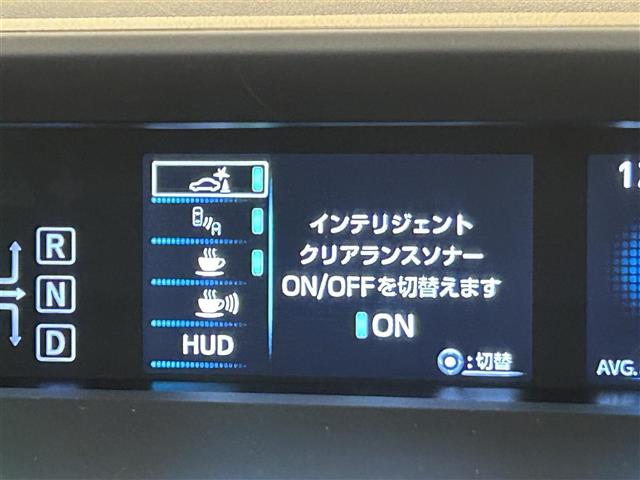 R
N
D
HUD
インテリジェント
クリアランスソナー
ON/OFFを切替えます
ON
:切替
AVG.